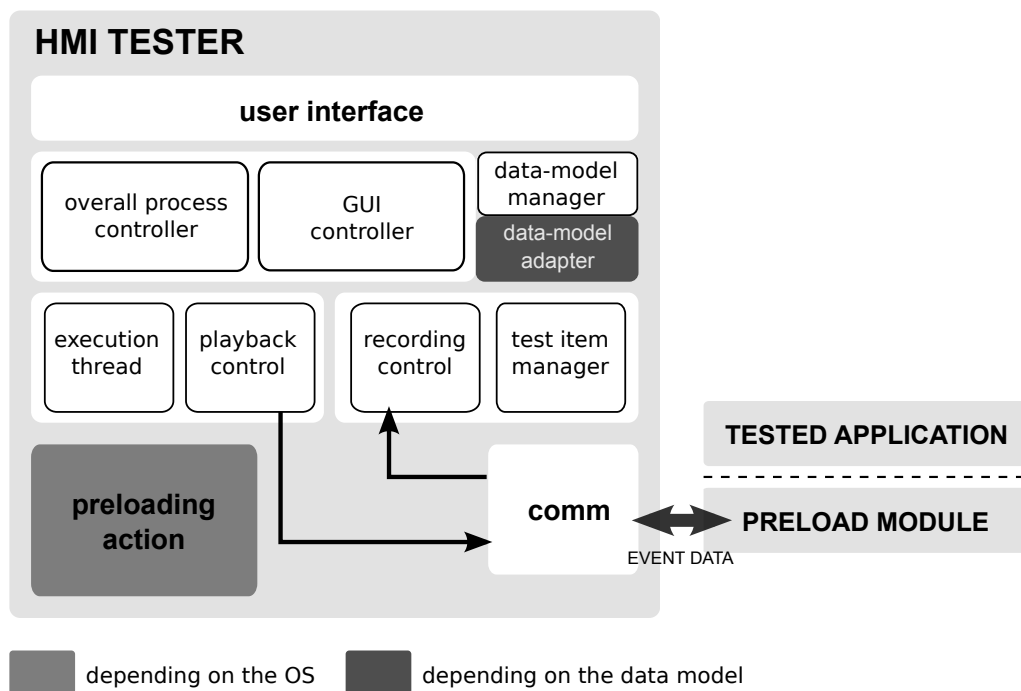 HMI TESTER
user interface
overall process
controller
GUI
controller
data-model
manager
data-model
adapter
execution
thread
playback
control
recording
control
test item
manager
preloading
action
comm
TESTED APPLICATION
PRELOAD MODULE
EVENT DATA
depending on the OS
depending on the data model